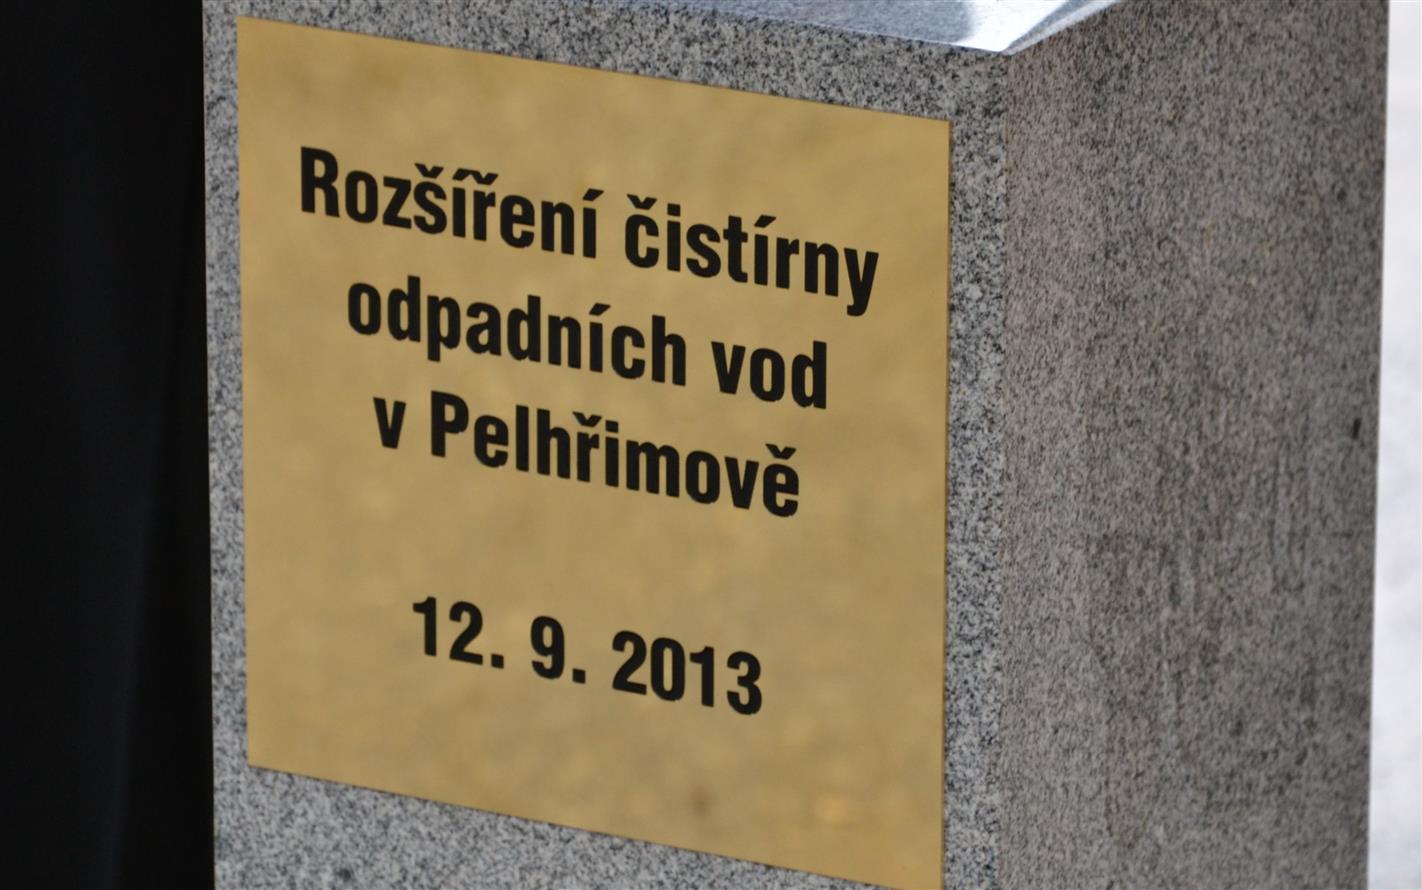 Rozšíření čistírny
odpadních vod
v Pelhřimově
12. 9. 2013